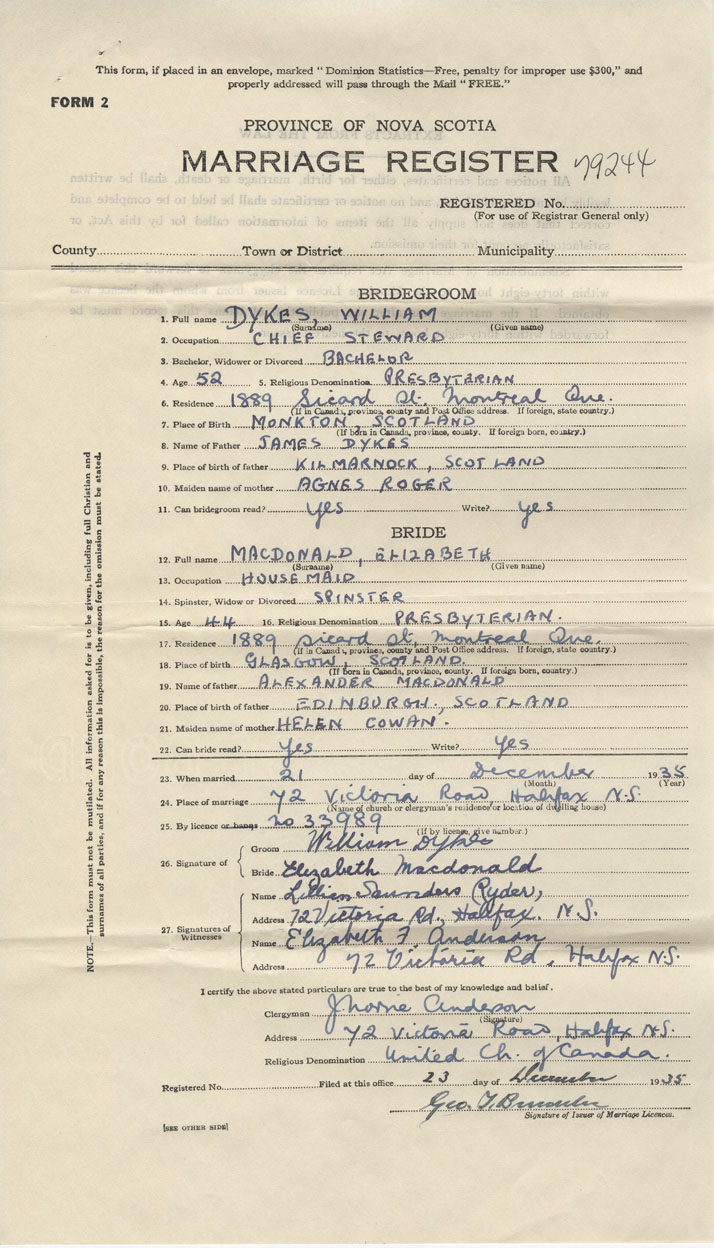 This form, if placed in an envelope, marked "Dominion Statistics—Free, penalty for improper use $300," and
properly addressed will pass through the Mail "FREE."
FORM 2
PROVINCE OF NOVA SCOTIA
MARRIAGE REGISTER 79244
REGISTERED No.
(For use of Registrar General only)
County Town or District Municipality
BRIDEGROOM
1. Full name DYKES, WILLIAM
(Surname) (Given name)
2. Occupation CHIEF STEWARD
3. Bachelor, Widower or Divorced BACHELOR
4. Age 52 5. Religious Denomination PRESBYTERIAN
6. Residence 1889 Sicard St. Montreal Que.
(If in Canada, province, county and Post Office address. If foreign, state country.)
7. Place of Birth MONKTON, SCOTLAND
(If born in Canada, province, county. If foreign born, country.)
8. Name of Father JAMES DYKES
9. Place of birth of father KILMARNOCK, SCOTLAND
10. Maiden name of mother AGNES ROGER
11. Can bridegroom read? yes Write? yes
BRIDE
12. Full name MACDONALD, ELIZABETH
(Surname) (Given name)
13. Occupation HOUSE MAID
14. Spinster, Widow or Divorced SPINSTER
15. Age 44 16. Religious Denomination PRESBYTERIAN.
17. Residence 1889 Sicard St, Montreal Que.
(If in Canada, province, county and Post Office address. If foreign, state country.)
18. Place of birth GLASGOW, SCOTLAND.
(If born in Canada, province, county. If foreign born, country.)
19. Name of father ALEXANDER MACDONALD
20. Place of birth of father EDINBURGH, SCOTLAND
21. Maiden name of mother HELEN COWAN.
22. Can bride read? Yes Write? Yes
23. When married 21 day of December 1935
(Month) (Year)
24. Place of marriage 72 Victoria Road, Halifax N.S.
(Name of church or clergyman's residence or location of dwelling house)
25. By licence or banns no 33989
(If by license, give number.)
26. Signature of
Groom William Dykes
Bride Elizabeth Macdonald
27. Signatures of Witnesses
Name Lillian Saunders Ryder,
Address 72 Victoria Rd., Halifax. N.S.
Name Elizabeth F. Anderson
Address 72 Victoria Rd, Halifax N.S.
I certify the above stated particulars are true to the best of my knowledge and belief.
Clergyman Anderson
(Signature)
Address 72 Victoria Road, Halifax N.S.
Religious Denomination United Ch. of Canada.
Registered No. Filed at this office 23 day of December 1935
Geo. T.
Signature of Issuer of Marriage Licences.
[SEE OTHER SIDE]
NOTE.—This form must not be mutilated. All information asked for is to be given, including full Christian and
surnames of all parties, and if for any reason this is impossible, the reason for the omission must be stated.